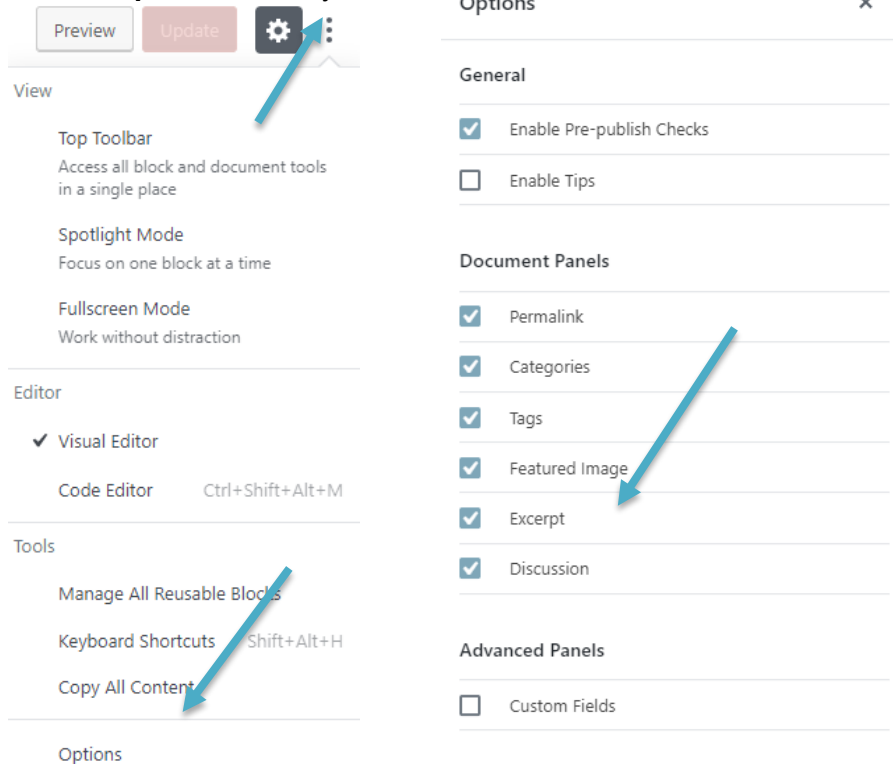 Preview
Update
View
Top Toolbar
Access all block and document tools
in a single place
Spotlight Mode
Focus on one block at a time
Fullscreen Mode
Work without distraction
Editor
Visual Editor
Code Editor Ctrl+Shift+Alt+M
Tools
Manage All Reusable Blocks
Keyboard Shortcuts Shift+Alt+H
Copy All Content
Options
Options
General
Enable Pre-publish Checks
Enable Tips
Document Panels
Permalink
Categories
Tags
Featured Image
Excerpt
Discussion
Advanced Panels
Custom Fields